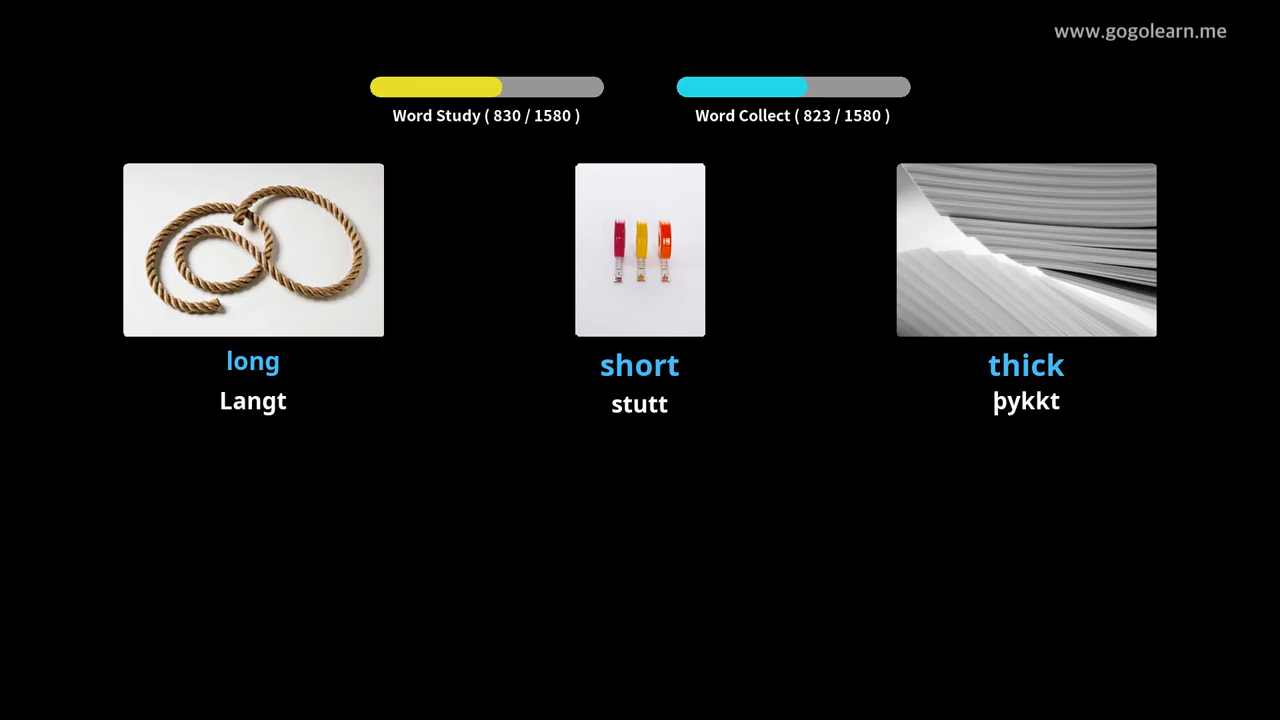 www.gogolearn.me
Word Study ( 830 / 1580 )
Word Collect ( 823 / 1580 )
long
short
thick
Langt
stutt
þykkt